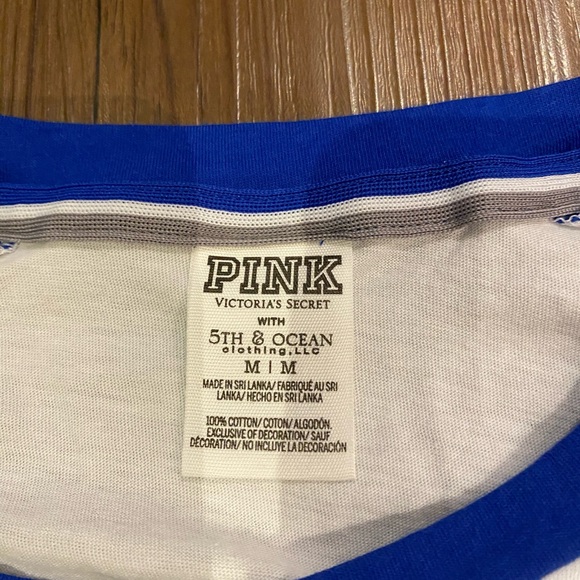 PINK
VICTORIA'S SECRET
WITH
5TH & OCEAN
clothing, LLC
M | M
MADE IN SRI LANKA/ FABRIQUÉ AU SRI
LANKA/ HECHO EN SRI LANKA
100% COTTON/ COTON/ ALGODÓN.
EXCLUSIVE OF DECORATION/ SAUF
DÉCORATION/ NO INCLUYE LA DECORACIÓN